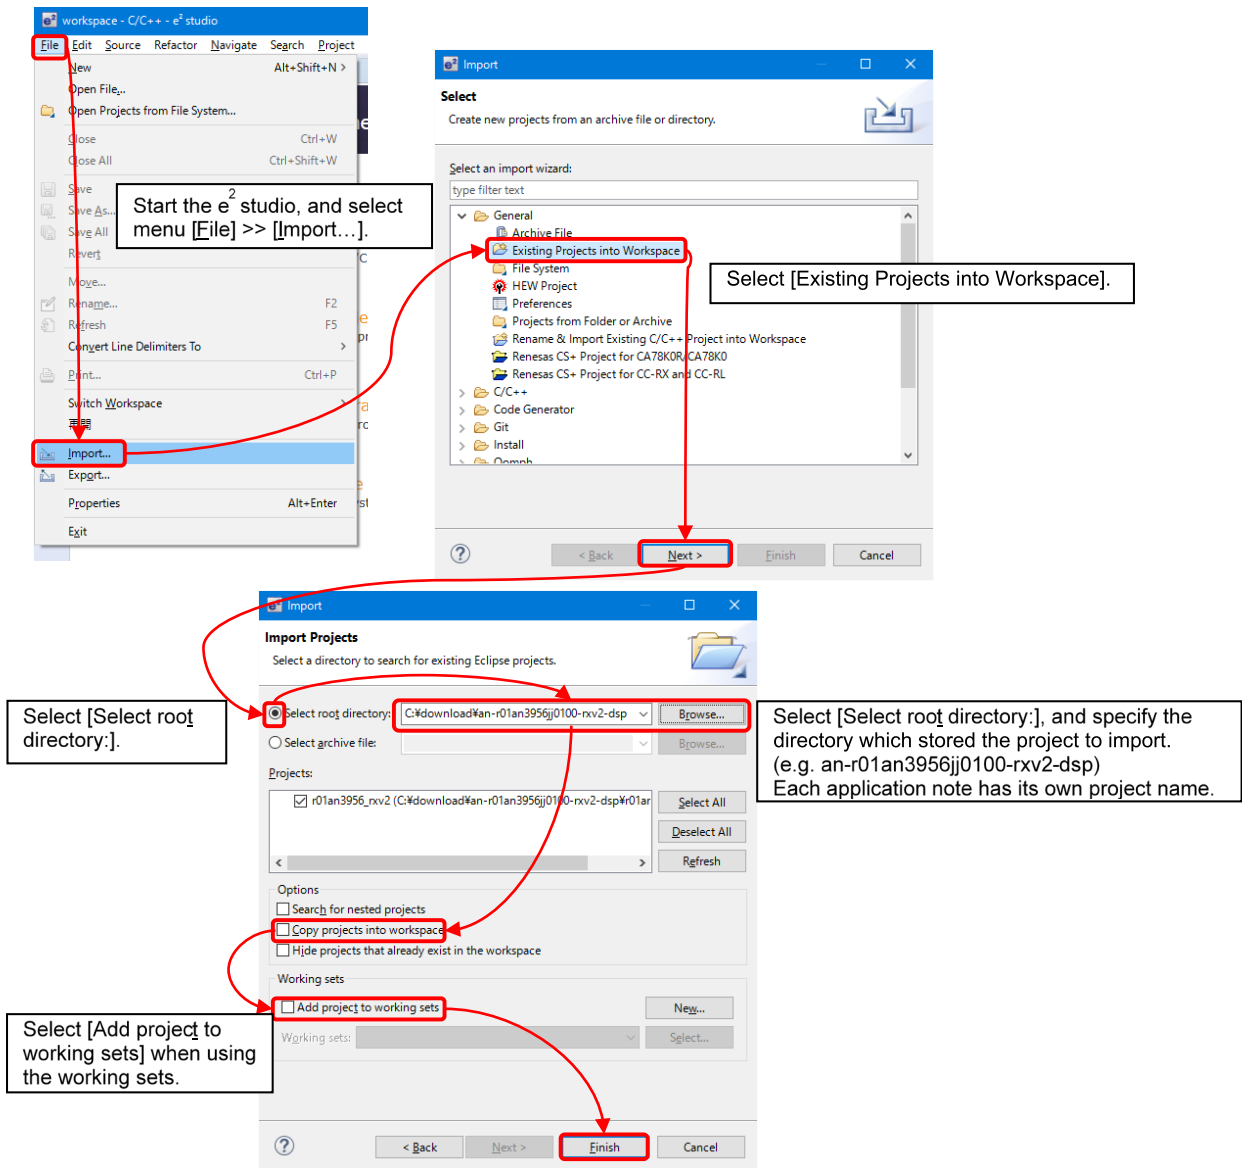 workspace - C/C++ - e² studio
File Edit Source Refactor Navigate Search Project
New Alt+Shift+N >
Open File...
Open Projects from File System...
Close Ctrl+W
Close All Ctrl+Shift+W
Save
Save As...
Save All
Revert
Move...
Rename... F2
Refresh F5
Convert Line Delimiters To >
Print... Ctrl+P
Switch Workspace
再開
Import...
Export...
Properties Alt+Enter
Exit
Start the e² studio, and select
menu [File] >> [Import…].
e² Import
Select
Create new projects from an archive file or directory.
Select an import wizard:
type filter text
General
Archive File
Existing Projects into Workspace
File System
HEW Project
Preferences
Projects from Folder or Archive
Rename & Import Existing C/C++ Project into Workspace
Renesas CS+ Project for CA78K0R/CA78K0
Renesas CS+ Project for CC-RX and CC-RL
> C/C++
> Code Generator
> Git
> Install
> Oomph
? < Back Next > Finish Cancel
Select [Existing Projects into Workspace].
e² Import
Import Projects
Select a directory to search for existing Eclipse projects.
Select root directory: C:¥download¥an-r01an3956jj0100-rxv2-dsp Browse...
Select archive file: Browse...
Projects:
r01an3956_rxv2 (C:¥download¥an-r01an3956jj0100-rxv2-dsp¥r01ar Select All
Deselect All
Refresh
Options
Search for nested projects
Copy projects into workspace
Hide projects that already exist in the workspace
Working sets
Add project to working sets New...
Working sets: Select...
? < Back Next > Finish Cancel
Select [Select root
directory:].
Select [Select root directory:], and specify the
directory which stored the project to import.
(e.g. an-r01an3956jj0100-rxv2-dsp)
Each application note has its own project name.
Select [Add project to
working sets] when using
the working sets.